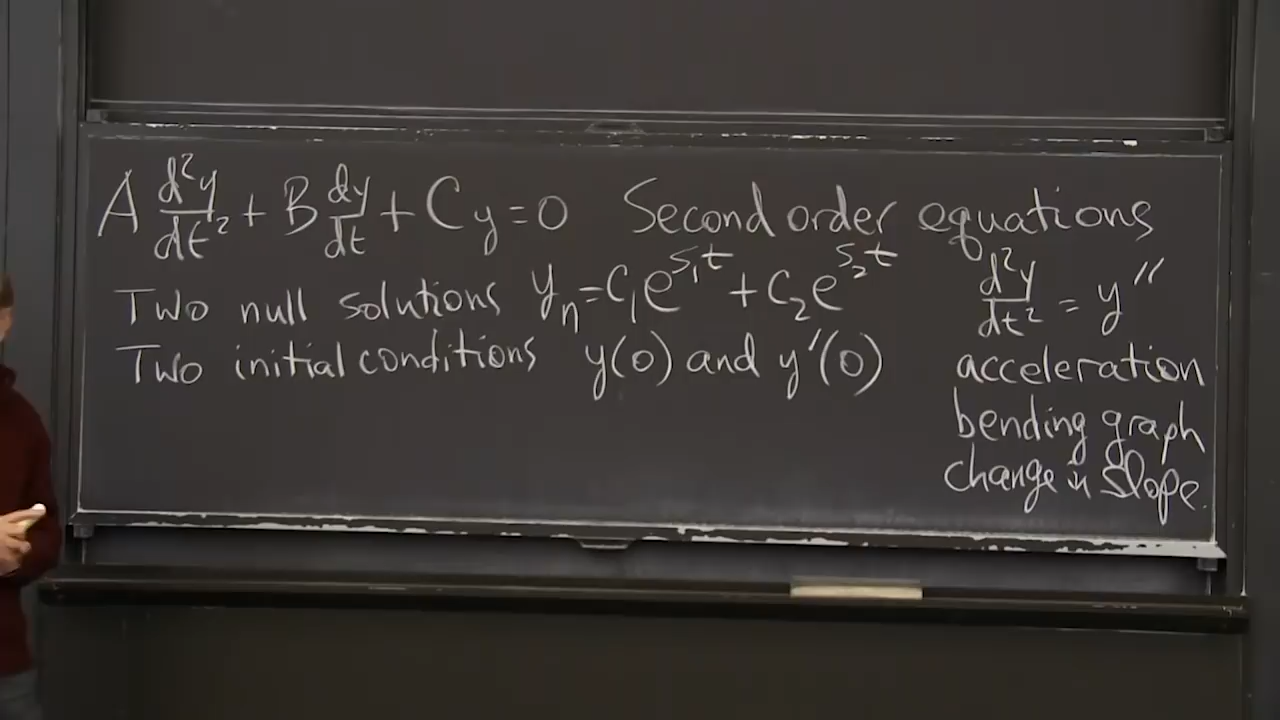 A d²y/dt² + B dy/dt + Cy = 0 Second order equations
Two null solutions yₙ = c₁e^{s₁t} + c₂e^{s₂t}
Two initial conditions y(0) and y′(0)
d²y/dt² = y″
acceleration
bending graph
change in slope.